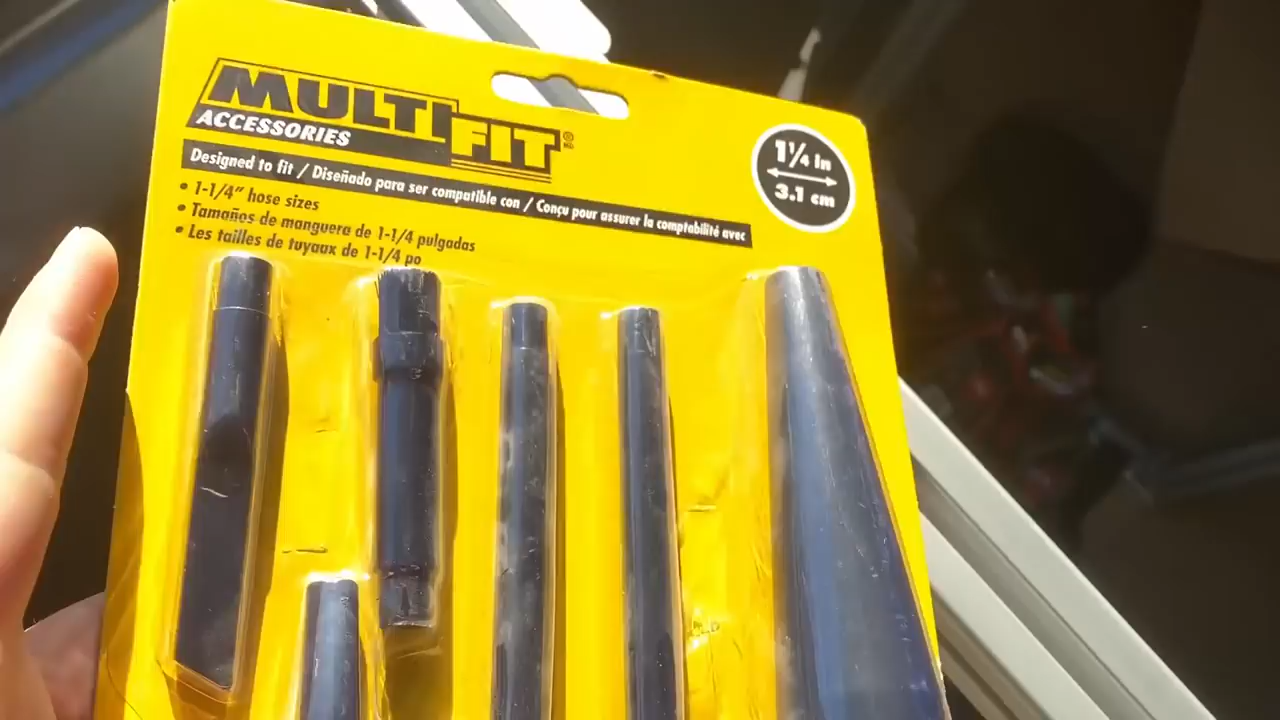 MULTI FIT®
ACCESSORIES
1 1/4 in
3.1 cm
Designed to fit / Diseñado para ser compatible con / Conçu pour assurer la comptabilité avec
• 1-1/4" hose sizes
• Tamaños de manguera de 1-1/4 pulgadas
• Les tailles de tuyaux de 1-1/4 po